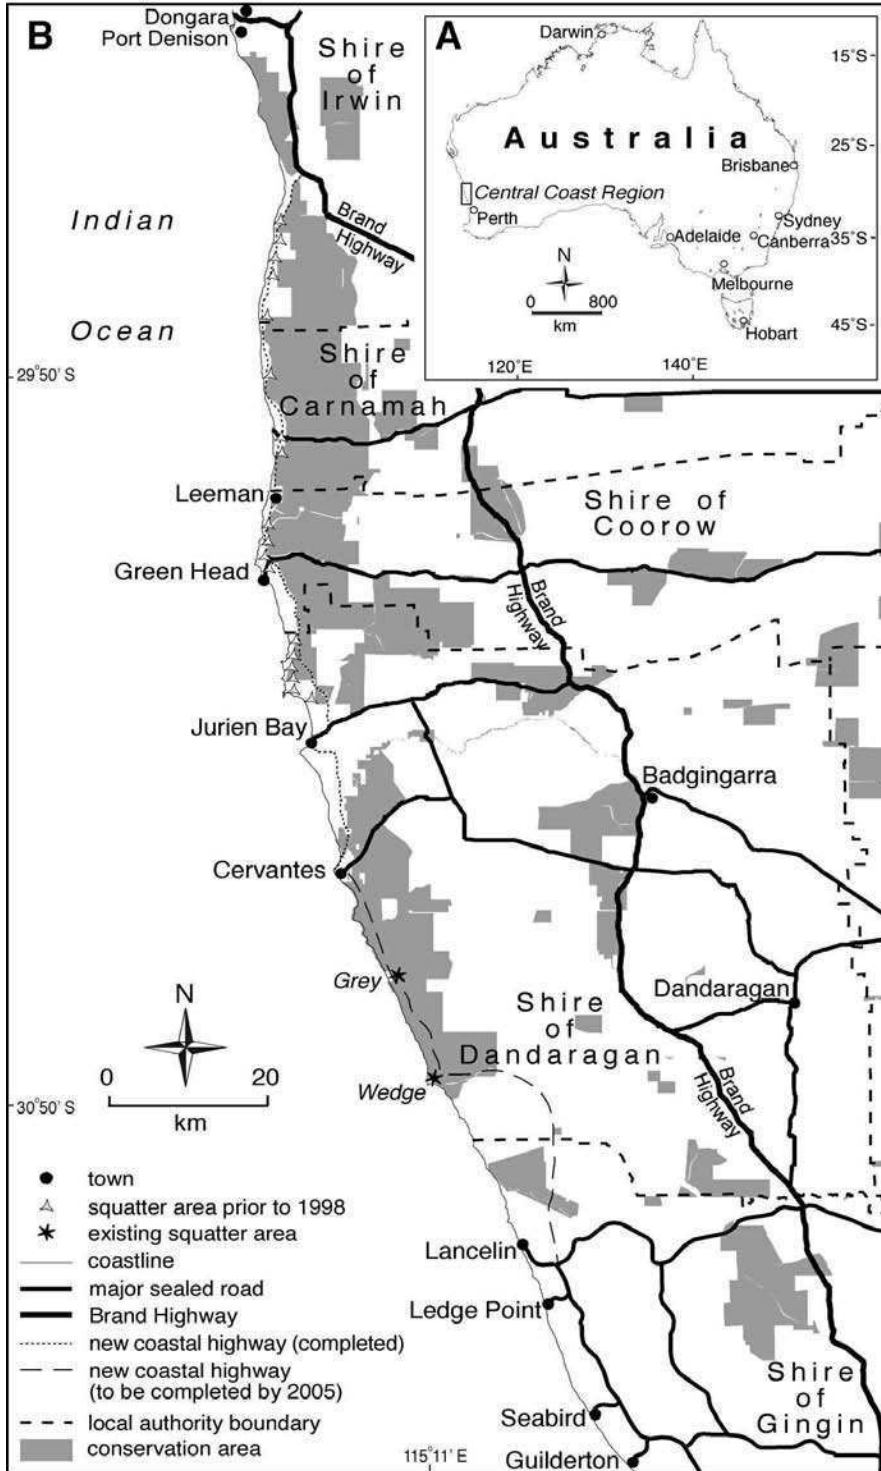 B
Dongara
Port Denison
Shire
of
Irwin
Indian
Ocean
Brand
Highway
A
Darwin
15°S
Australia
25°S
Brisbane
Central Coast Region
Perth
Sydney
Adelaide
Canberra
35°S
N
Melbourne
0 800
km
Hobart
45°S
120°E
140°E
29°50' S
Shire
of
Carnamah
Leeman
Shire of
Coorow
Green Head
Brand
Highway
Jurien Bay
Badgingarra
Cervantes
Grey
Dandaragan
Shire
of
Dandaragan
N
0 20
km
Wedge
30°50' S
Brand
Highway
town
squatter area prior to 1998
existing squatter area
coastline
major sealed road
Brand Highway
new coastal highway (completed)
new coastal highway
(to be completed by 2005)
local authority boundary
conservation area
Lancelin
Ledge Point
Seabird
Guilderton
Shire
of
Gingin
115°11' E